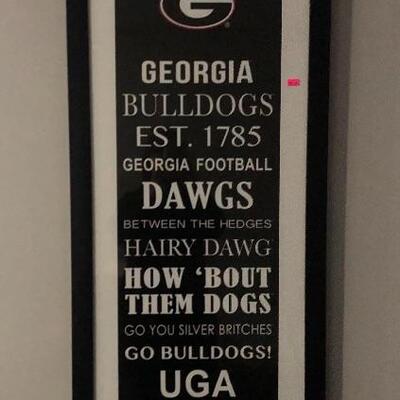 G
GEORGIA
BULLDOGS
EST. 1785
GEORGIA FOOTBALL
DAWGS
BETWEEN THE HEDGES
HAIRY DAWG
HOW ‘BOUT
THEM DOGS
GO YOU SILVER BRITCHES
GO BULLDOGS!
UGA